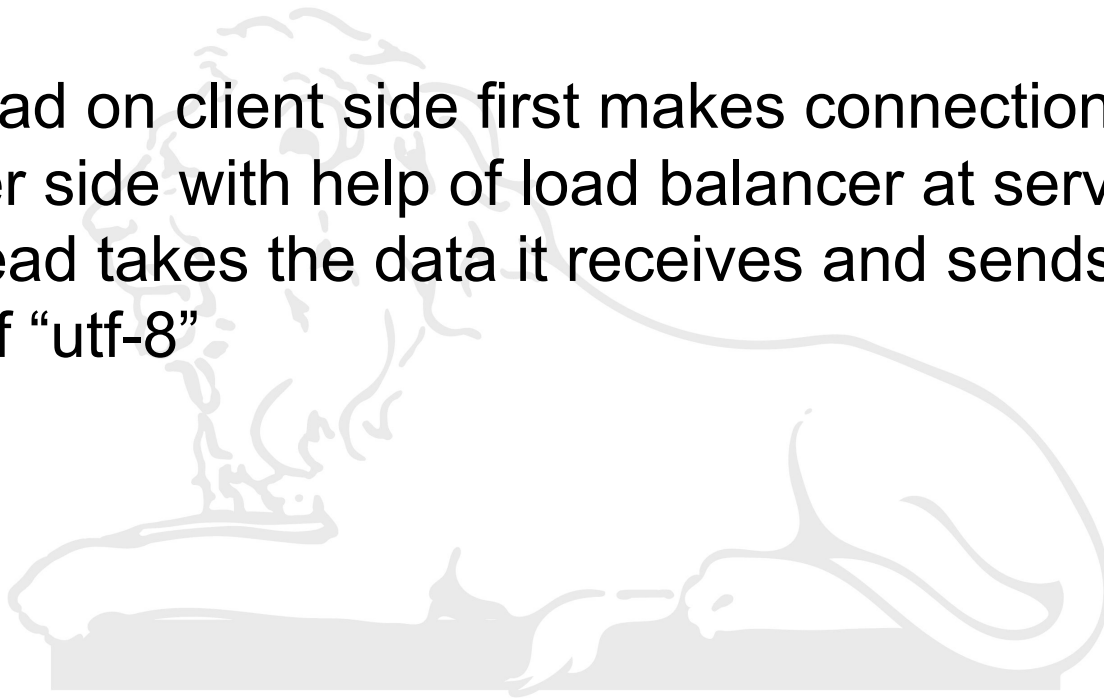 ad on client side first makes connection
er side with help of load balancer at serv
ead takes the data it receives and sends
f “utf-8”